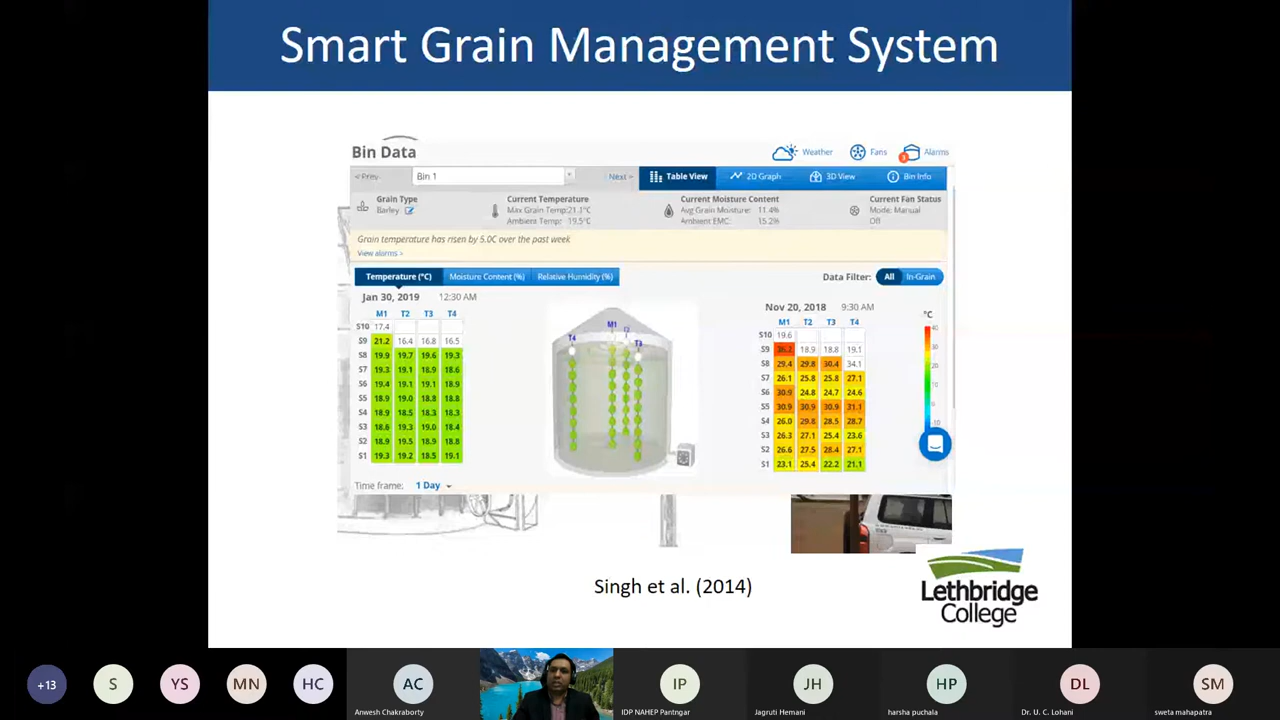 Smart Grain Management System
Bin Data
Weather Fans Alarms
< Prev Bin 1 Next > Table View 2D Graph 3D View Bin Info
Grain Type Current Temperature Current Moisture Content Current Fan Status
Barley Max Grain Temp: 21.1°C Avg Grain Moisture: 11.4% Mode: Manual
Ambient Temp: 19.5°C Ambient EMC: 15.2% Off
Grain temperature has risen by 5.0C over the past week
View alarms >
Temperature (°C) Moisture Content (%) Relative Humidity (%) Data Filter: All In-Grain
Jan 30, 2019 12:30 AM
M1 T2 T3 T4
S10 17.4
S9 21.2 16.4 16.8 16.5
S8 19.9 19.7 19.6 19.3
S7 19.3 19.1 18.9 18.6
S6 19.4 19.1 19.1 18.9
S5 18.9 19.0 18.8 18.8
S4 18.9 18.5 18.3 18.3
S3 18.6 19.3 19.0 18.4
S2 18.9 19.5 18.9 18.8
S1 19.3 19.2 18.5 19.1
Time frame: 1 Day
M1
T4 T3
Nov 20, 2018 9:30 AM
°C
M1 T2 T3 T4
S10 19.6
S9 36.2 18.9 18.8 19.1
S8 29.4 29.8 30.4 34.1
S7 26.1 25.8 25.8 27.1
S6 30.9 24.8 24.7 24.6
S5 30.9 30.9 30.9 31.1
S4 26.0 29.8 28.5 28.7
S3 26.3 27.1 25.4 23.6
S2 26.6 27.5 28.4 27.1
S1 23.1 25.4 22.2 21.1
40
30
20
10
0
Singh et al. (2014)
Lethbridge
College
+13 S YS MN HC AC IP JH HP DL SM
Anwesh Chakraborty IDP NAHEP Pantngar Jagruti Hemani harsha puchala Dr. U. C. Lohani sweta mahapatra